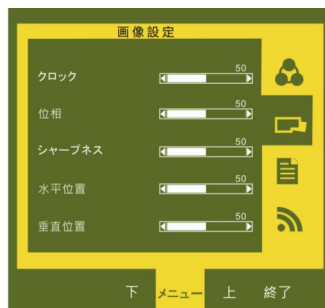 画像設定
クロック 50
位相 50
シャープネス 50
水平位置 50
垂直位置 50
下 メニュー 上 終了